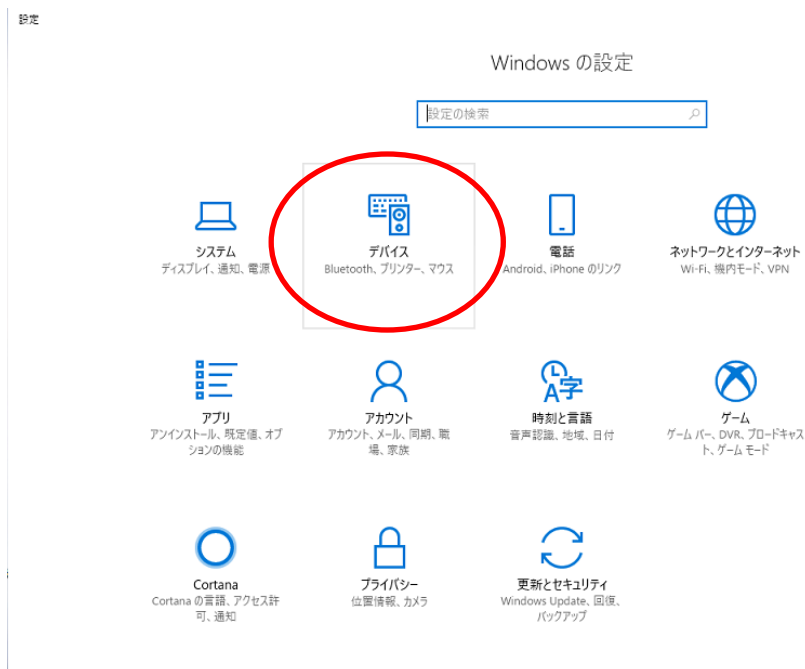 設定
Windows の設定
設定の検索
システム
ディスプレイ、通知、電源
デバイス
Bluetooth、プリンター、マウス
電話
Android、iPhone のリンク
ネットワークとインターネット
Wi-Fi、機内モード、VPN
アプリ
アンインストール、既定値、オプ
ションの機能
アカウント
アカウント、メール、同期、職
場、家族
時刻と言語
音声認識、地域、日付
ゲーム
ゲーム バー、DVR、ブロードキャス
ト、ゲーム モード
Cortana
Cortana の言語、アクセス許
可、通知
プライバシー
位置情報、カメラ
更新とセキュリティ
Windows Update、回復、
バックアップ